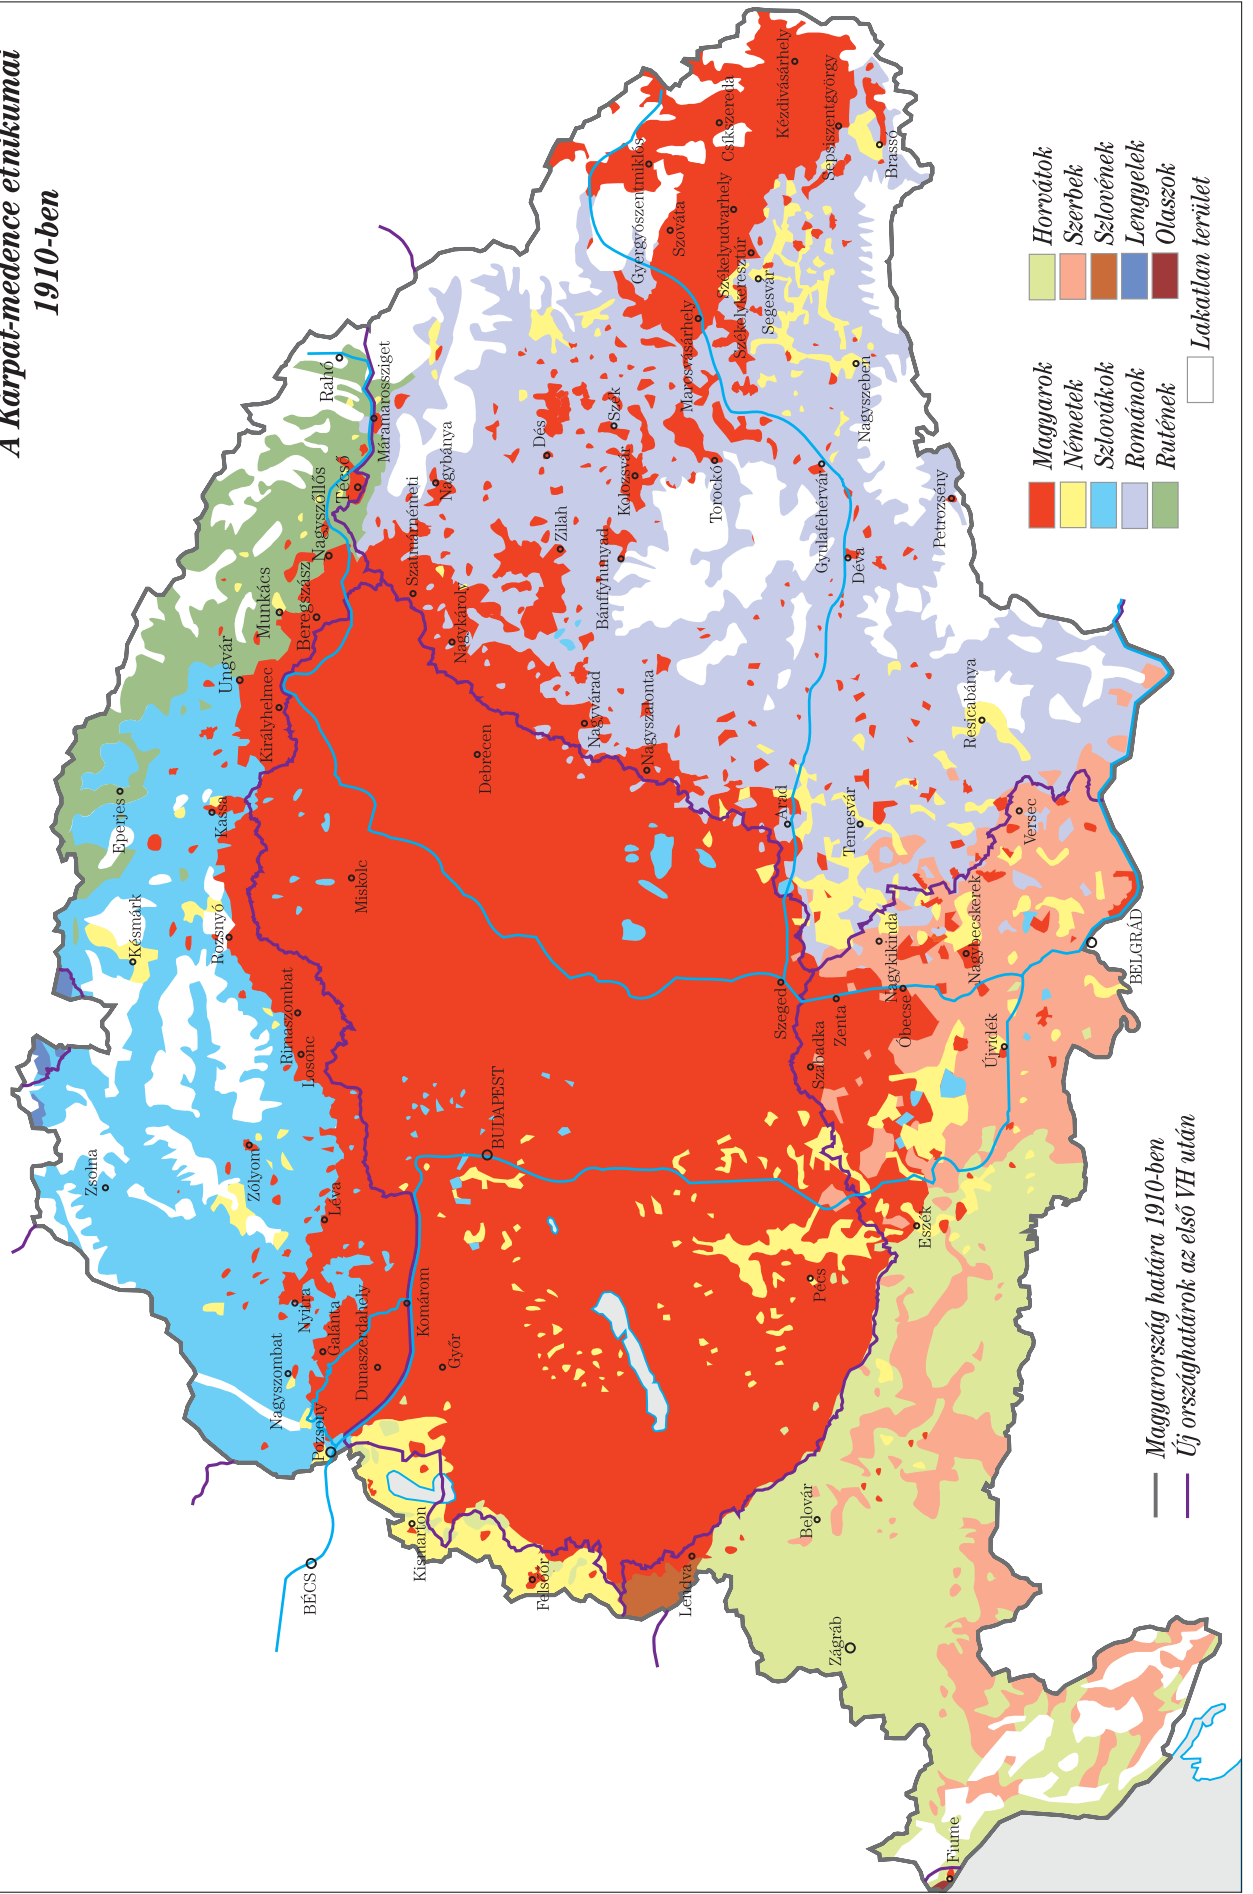 A Kárpát-medence etnikumai
1910-ben
Rahó
Máramarossziget
Técső
Nagyszőllős
Munkács
Beregszász
Ungvár
Királyhelmec
Eperjes
Kassa
Késmárk
Rozsnyó
Rimaszombat
Losonc
Zsolna
Zólyom
Léva
Nyitra
Galánta
Nagyszombat
Dunaszerdahely
Pozsony
BÉCS
Komárom
Győr
Kismarton
Felsőőr
Lendva
BUDAPEST
Miskolc
Debrecen
Szatmárnémeti
Nagykároly
Nagybánya
Dés
Szék
Zilah
Kolozsvár
Bánffyhunyad
Nagyvárad
Nagyszalonta
Torockó
Marosvásárhely
Gyergyószentmiklós
Szováta
Csíkszereda
Székelyudvarhely
Székelykeresztúr
Segesvár
Kézdivásárhely
Sepsiszentgyörgy
Brassó
Nagyszeben
Gyulafehérvár
Déva
Petrozsény
Resicabánya
Arad
Temesvár
Versec
Nagybecskerek
Nagykikinda
BELGRÁD
Szeged
Szabadka
Zenta
Óbecse
Újvidék
Pécs
Eszék
Belovár
Zágráb
Fiume
Magyarok
Németek
Szlovákok
Románok
Rutének
Horvátok
Szerbek
Szlovének
Lengyelek
Olaszok
Lakatlan terület
Magyarország határa 1910-ben
Új országhatárok az első VH után